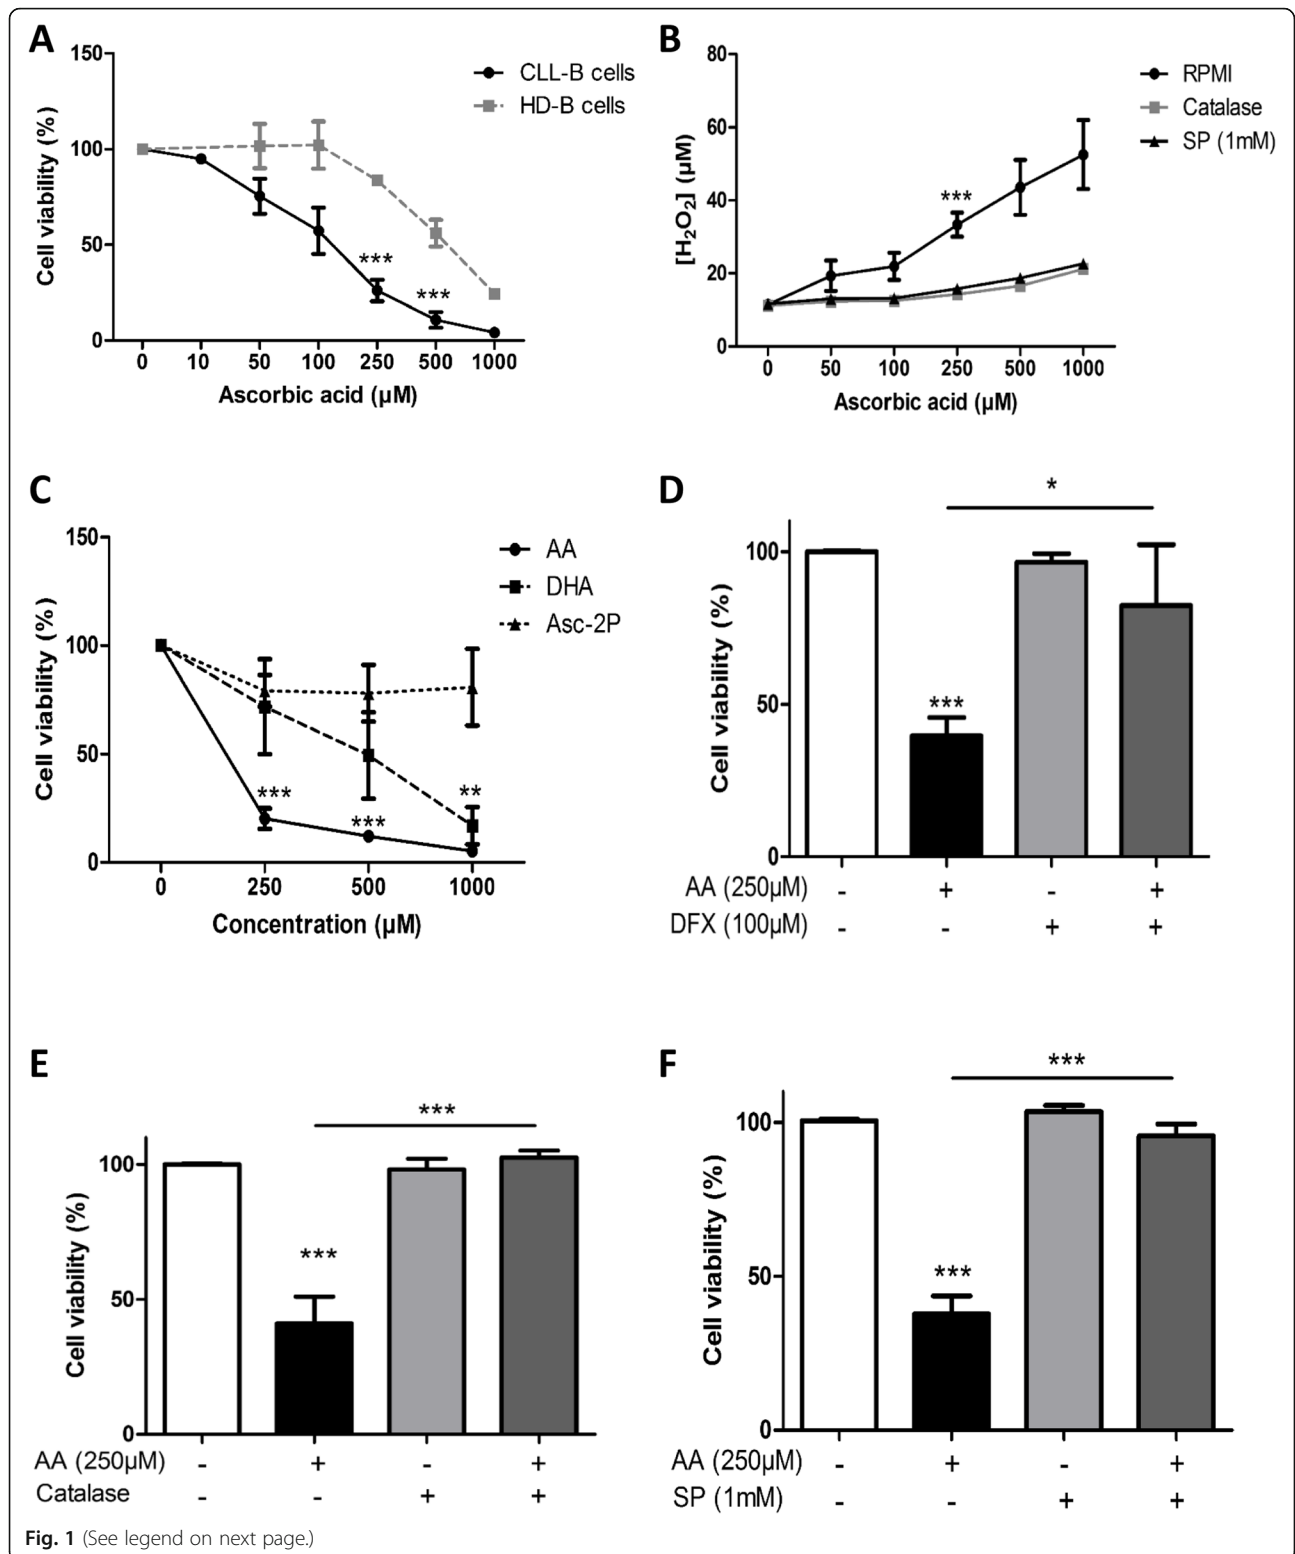 A
150
100
50
0
Cell viability (%)
CLL-B cells
HD-B cells
***
***
0 10 50 100 250 500 1000
Ascorbic acid (µM)
B
80
60
40
20
0
[H₂O₂] (µM)
RPMI
Catalase
SP (1mM)
***
0 50 100 250 500 1000
Ascorbic acid (µM)
C
150
100
50
0
Cell viability (%)
AA
DHA
Asc-2P
***
***
**
0 250 500 1000
Concentration (µM)
D
*
100
50
0
Cell viability (%)
***
AA (250µM) - + - +
DFX (100µM) - - + +
E
***
100
50
0
Cell viability (%)
***
AA (250µM) - + - +
Catalase - - + +
F
***
100
50
0
Cell viability (%)
***
AA (250µM) - + - +
SP (1mM) - - + +
Fig. 1 (See legend on next page.)